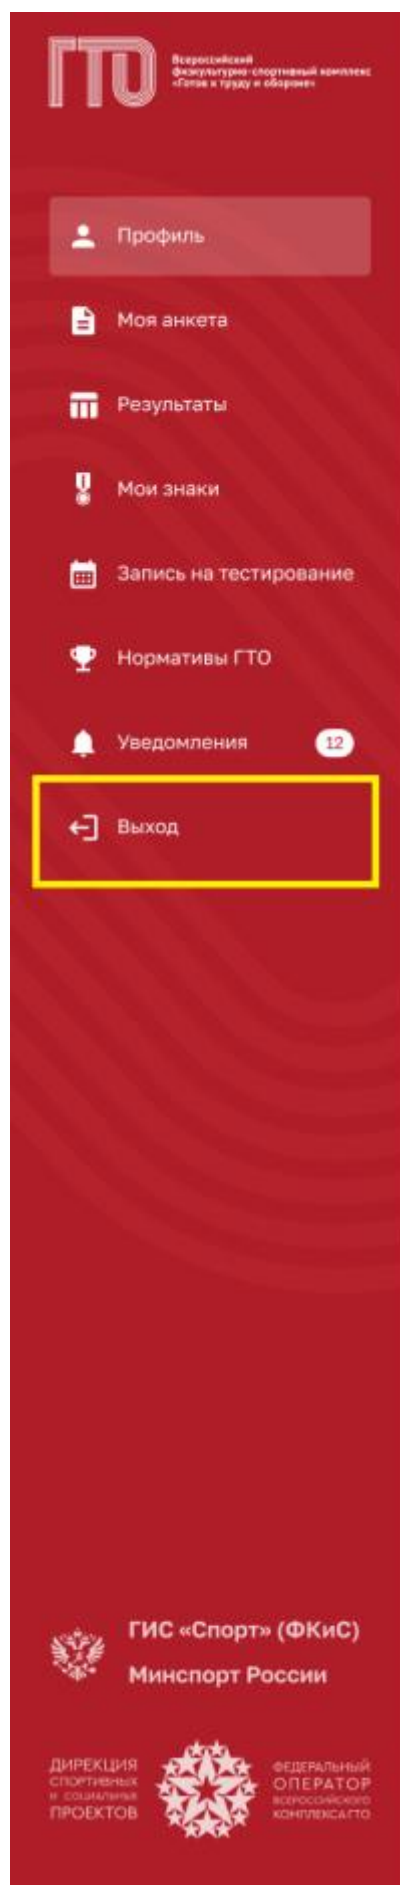 ГТО
Всероссийский
физкультурно-спортивный комплекс
«Готов к труду и обороне»
Профиль
Моя анкета
Результаты
Мои знаки
Запись на тестирование
Нормативы ГТО
Уведомления 12
Выход
ГИС «Спорт» (ФКиС)
Минспорт России
ДИРЕКЦИЯ
СПОРТИВНЫХ
И СОЦИАЛЬНЫХ
ПРОЕКТОВ
ФЕДЕРАЛЬНЫЙ
ОПЕРАТОР
ВСЕРОССИЙСКОГО
КОМПЛЕКСА ГТО